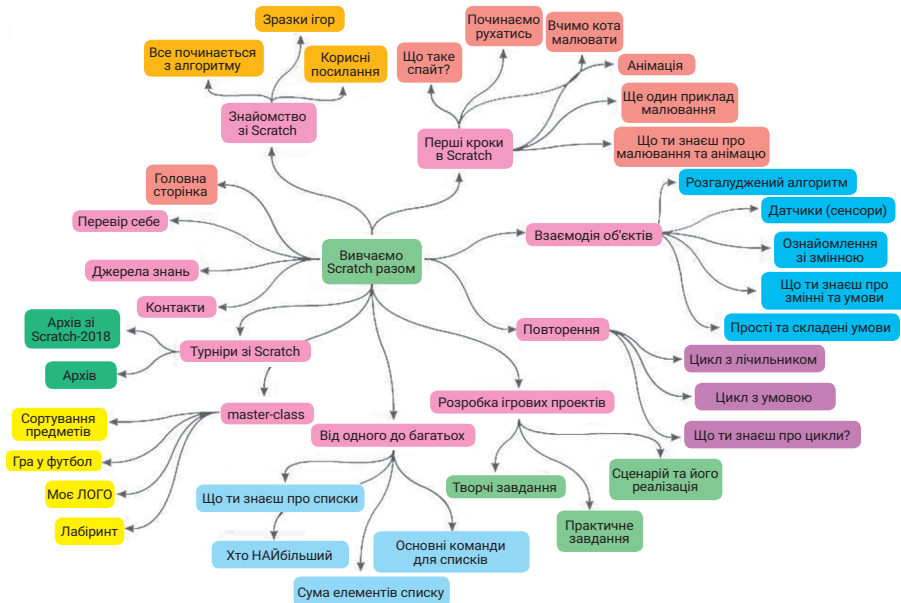 Зразки ігор
Все починається
з алгоритму
Корисні
посилання
Знайомство
зі Scratch
Починаємо
рухатись
Вчимо кота
малювати
Що таке
спайт?
Анімація
Ще один приклад
малювання
Що ти знаєш про
малювання та анімацю
Перші кроки
в Scratch
Головна
сторінка
Перевір себе
Джерела знань
Контакти
Вивчаємо
Scratch разом
Взаємодія об’єктів
Розгалуджений алгоритм
Датчики (сенсори)
Ознайомлення
зі змінною
Що ти знаєш про
змінні та умови
Прості та складені умови
Повторення
Цикл з лічильником
Цикл з умовою
Що ти знаєш про цикли?
Архів зі
Scratch-2018
Архів
Турніри зі Scratch
master-class
Сортування
предметів
Гра у футбол
Моє ЛОГО
Лабіринт
Від одного до багатьох
Що ти знаєш про списки
Хто НАЙбільший
Сума елементів списку
Основні команди
для списків
Розробка ігрових проектів
Творчі завдання
Практичне
завдання
Сценарій та його
реалізація